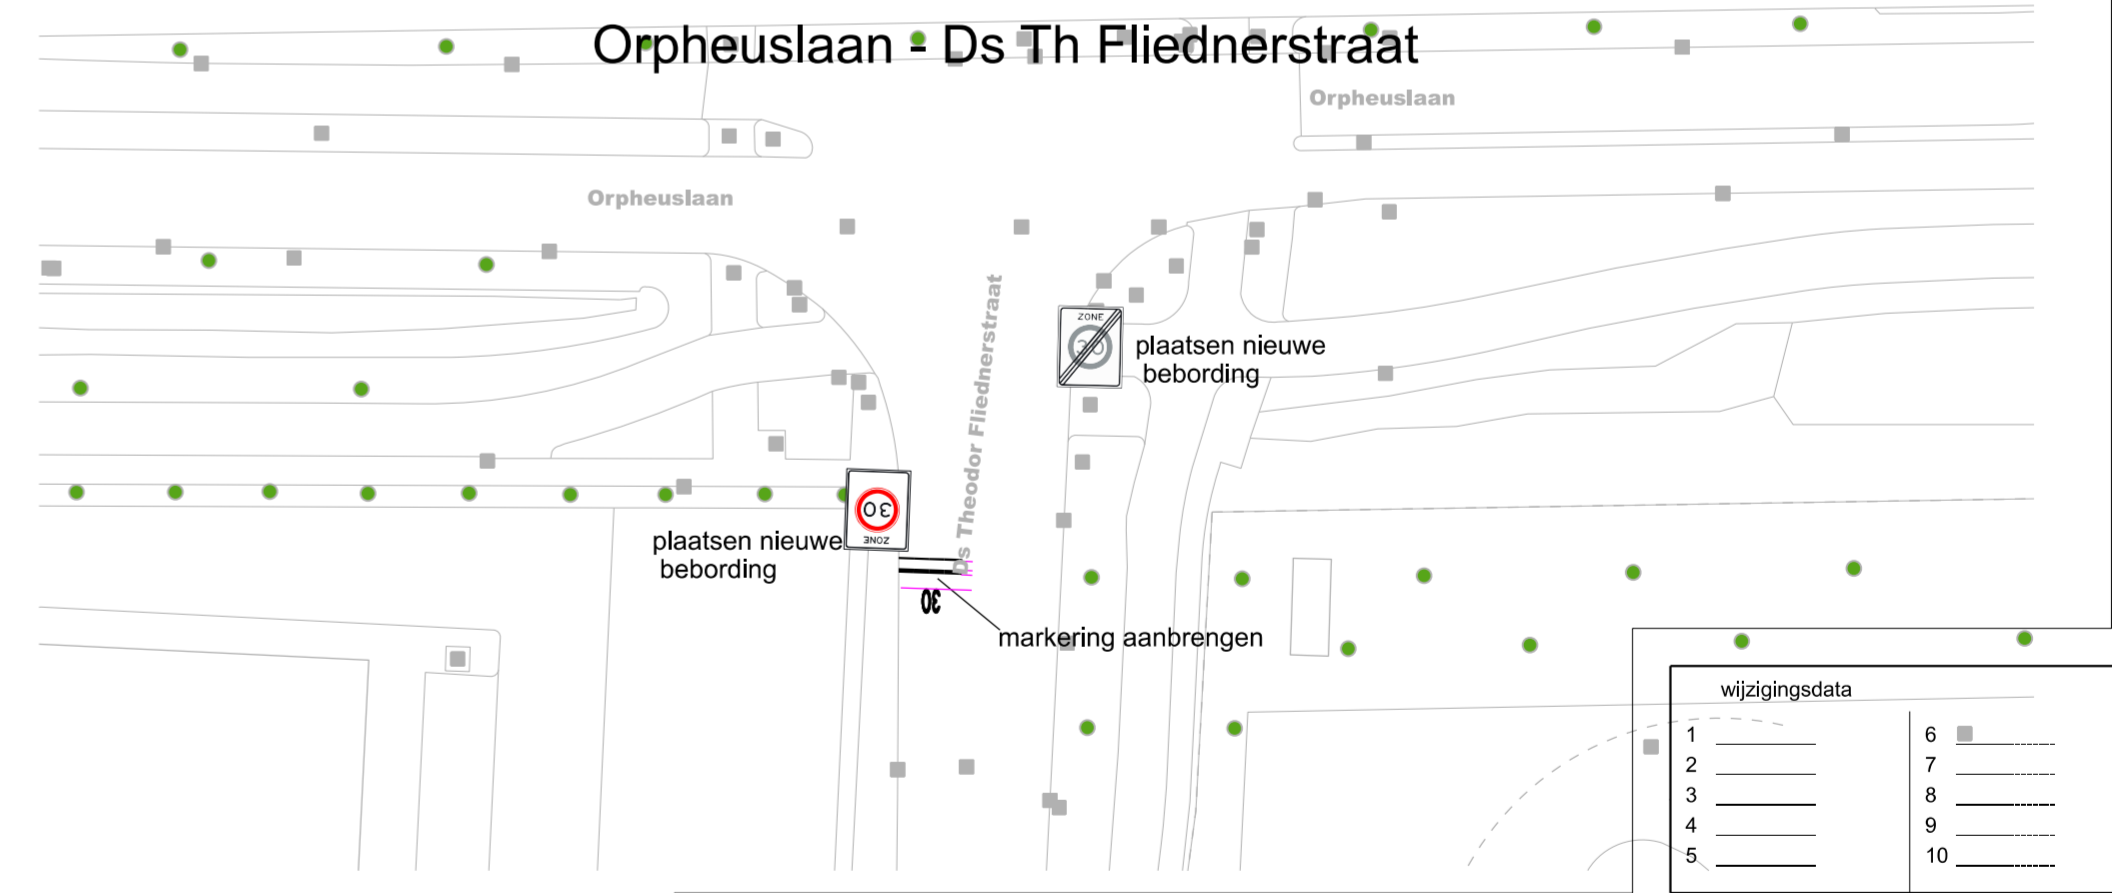 Orpheuslaan - Ds Th Fliednerstraat
Orpheuslaan
Orpheuslaan
Ds Theodor Fliednerstraat
ZONE
30
plaatsen nieuwe
bebording
30
ZONE
plaatsen nieuwe
bebording
30
markering aanbrengen
wijzigingsdata
1
2
3
4
5
6
7
8
9
10